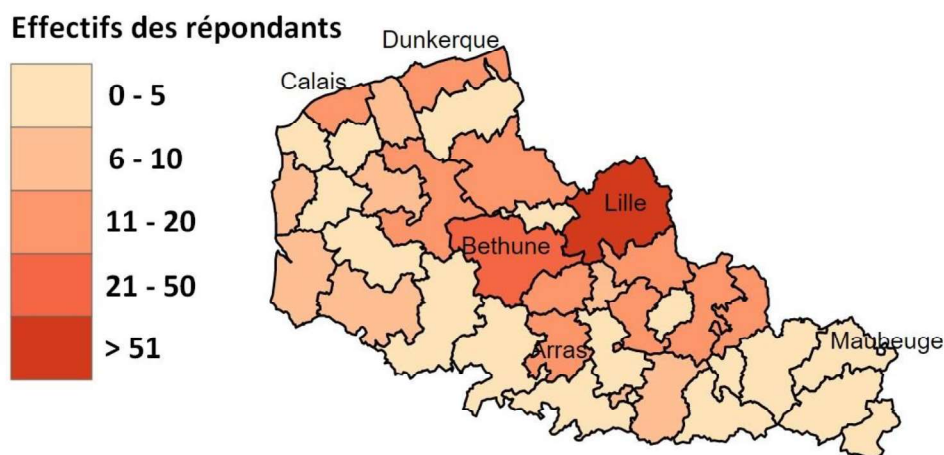 Effectifs des répondants
0 - 5
6 - 10
11 - 20
21 - 50
> 51
Dunkerque
Calais
Lille
Bethune
Arras
Maubeuge